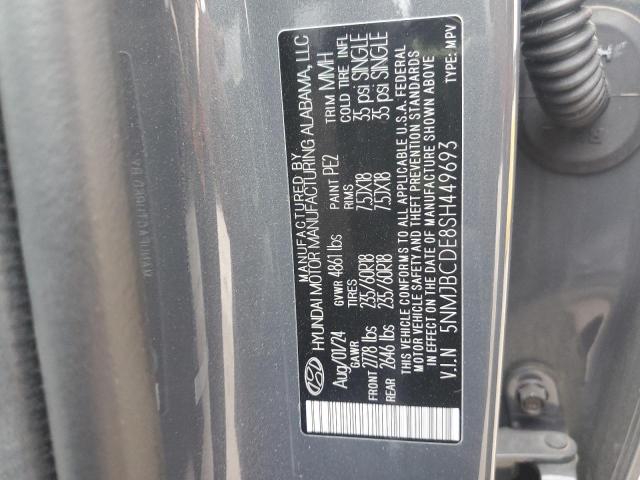 MANUFACTURED BY
HYUNDAI MOTOR MANUFACTURING ALABAMA, LLC
Aug/01/24 GVWR 4861 lbs PAINT PE2 TRIM MMH
GAWR TIRES RIMS COLD TIRE INFL
FRONT 2778 lbs 235/60R18 7.5JX18 35 psi SINGLE
REAR 2646 lbs 235/60R18 7.5JX18 35 psi SINGLE
THIS VEHICLE CONFORMS TO ALL APPLICABLE U.S.A. FEDERAL
MOTOR VEHICLE SAFETY AND THEFT PREVENTION STANDARDS
IN EFFECT ON THE DATE OF MANUFACTURE SHOWN ABOVE
V.I.N 5NMJBCDE8SH449693
TYPE: MPV